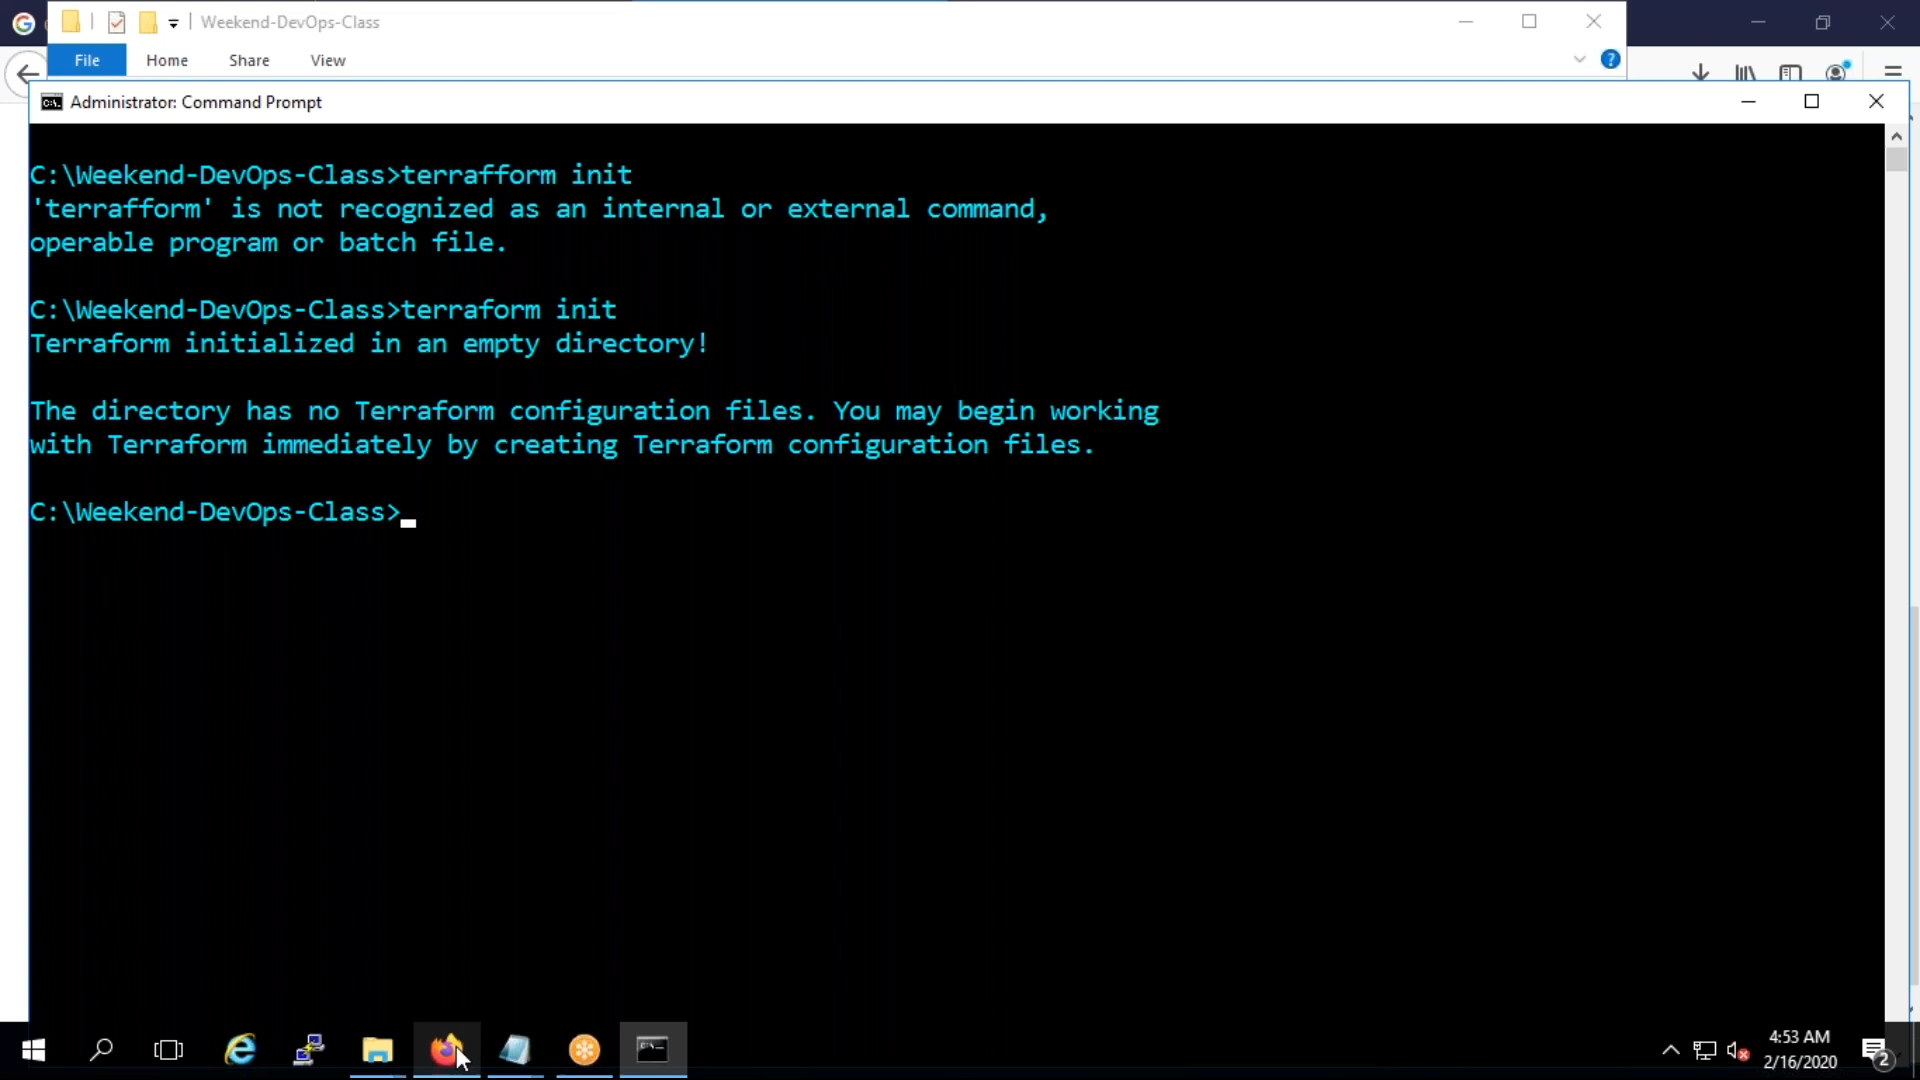 Weekend-DevOps-Class
File Home Share View
Administrator: Command Prompt
C:\Weekend-DevOps-Class>terrafform init
'terrafform' is not recognized as an internal or external command,
operable program or batch file.
C:\Weekend-DevOps-Class>terraform init
Terraform initialized in an empty directory!
The directory has no Terraform configuration files. You may begin working
with Terraform immediately by creating Terraform configuration files.
C:\Weekend-DevOps-Class>
4:53 AM
2/16/2020
2